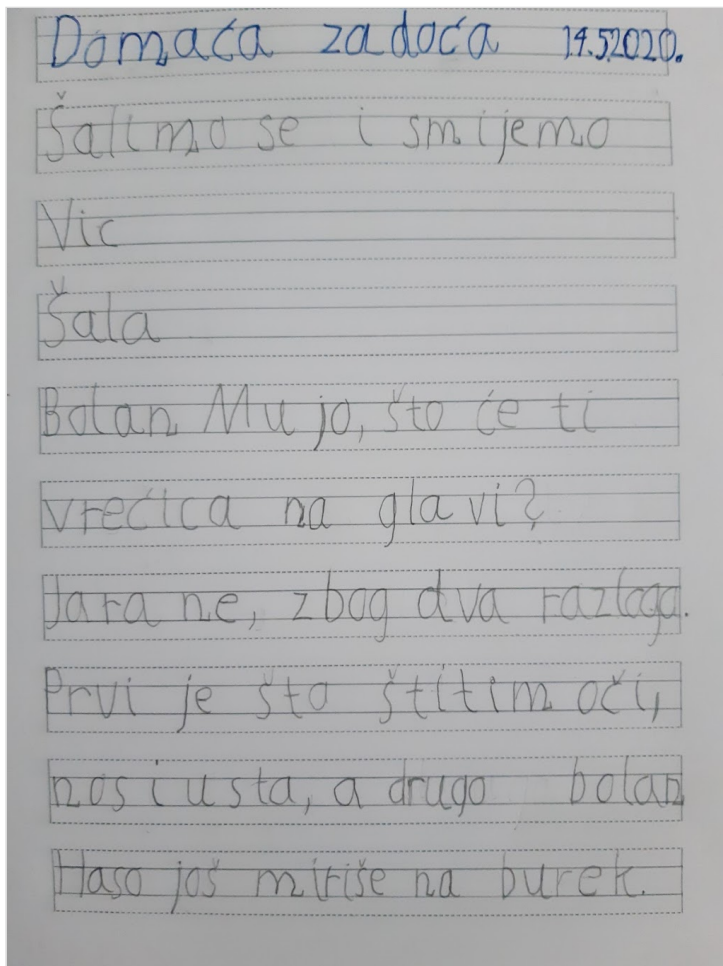 Domaća zadaća 14.5.2020.
Šalimo se i smijemo
Vic
Šala
Bolan Mujo, što će ti
vrećica na glavi?
Jarane, zbog dva razloga.
Prvi je što štitim oči,
nos i usta, a drugo bolan
Haso još miriše na burek.